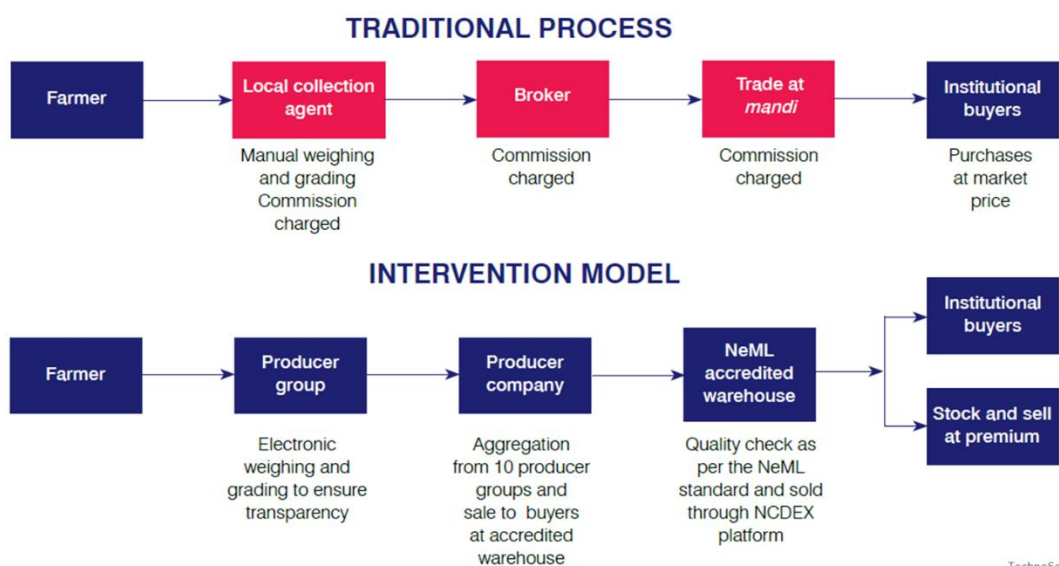 TRADITIONAL PROCESS
Farmer
Local collection
agent
Broker
Trade at
mandi
Institutional
buyers
Manual weighing
and grading
Commission
charged
Commission
charged
Commission
charged
Purchases
at market
price
INTERVENTION MODEL
Farmer
Producer
group
Producer
company
NeML
accredited
warehouse
Institutional
buyers
Stock and sell
at premium
Electronic
weighing and
grading to ensure
transparency
Aggregation
from 10 producer
groups and
sale to buyers
at accredited
warehouse
Quality check as
per the NeML
standard and sold
through NCDEX
platform